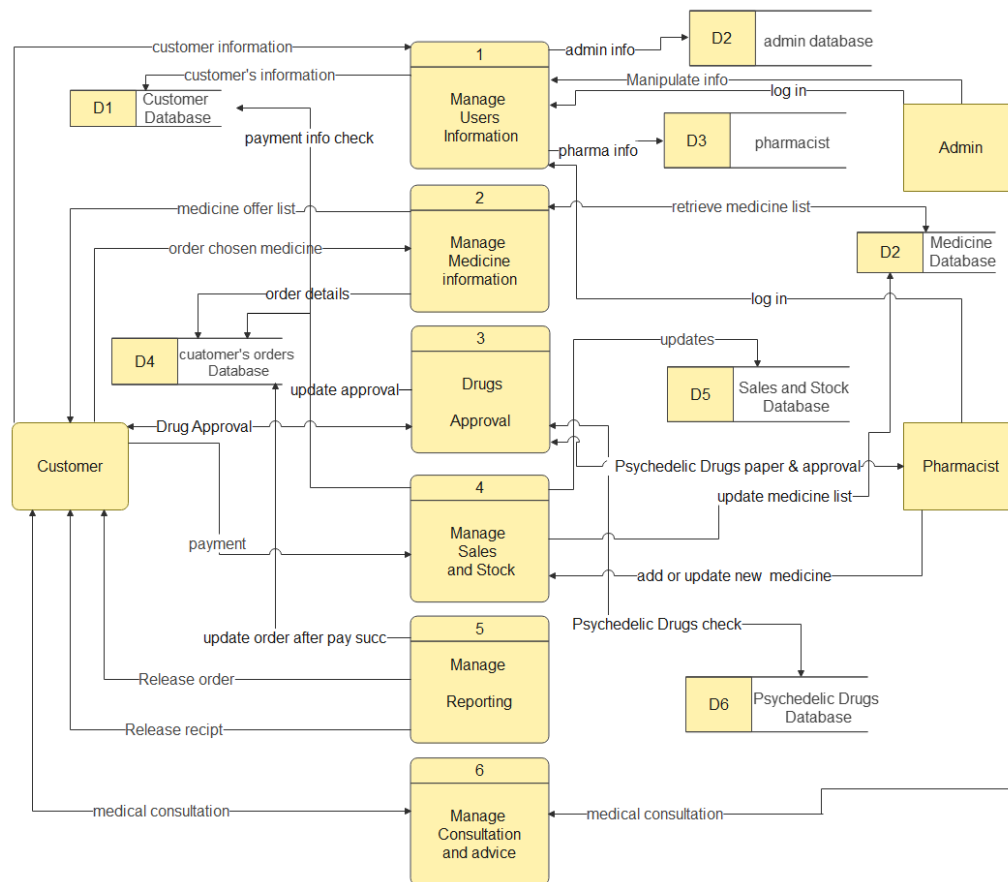 customer information
1
admin info
D2
admin database
customer's information
Manipulate info
log in
D1
Customer
Database
Manage
Users
Information
payment info check
pharma info
D3
pharmacist
Admin
medicine offer list
2
retrieve medicine list
order chosen medicine
Manage
Medicine
information
D2
Medicine
Database
order details
log in
D4
cuatomer's orders
Database
3
updates
update approval
Drugs
Approval
D5
Sales and Stock
Database
Drug Approval
Customer
Psychedelic Drugs paper & approval
Pharmacist
4
update medicine list
payment
Manage
Sales
and Stock
add or update new medicine
5
Psychedelic Drugs check
update order after pay succ
Manage
Reporting
Release order
D6
Psychedelic Drugs
Database
Release recipt
6
medical consultation
Manage
Consultation
and advice
medical consultation